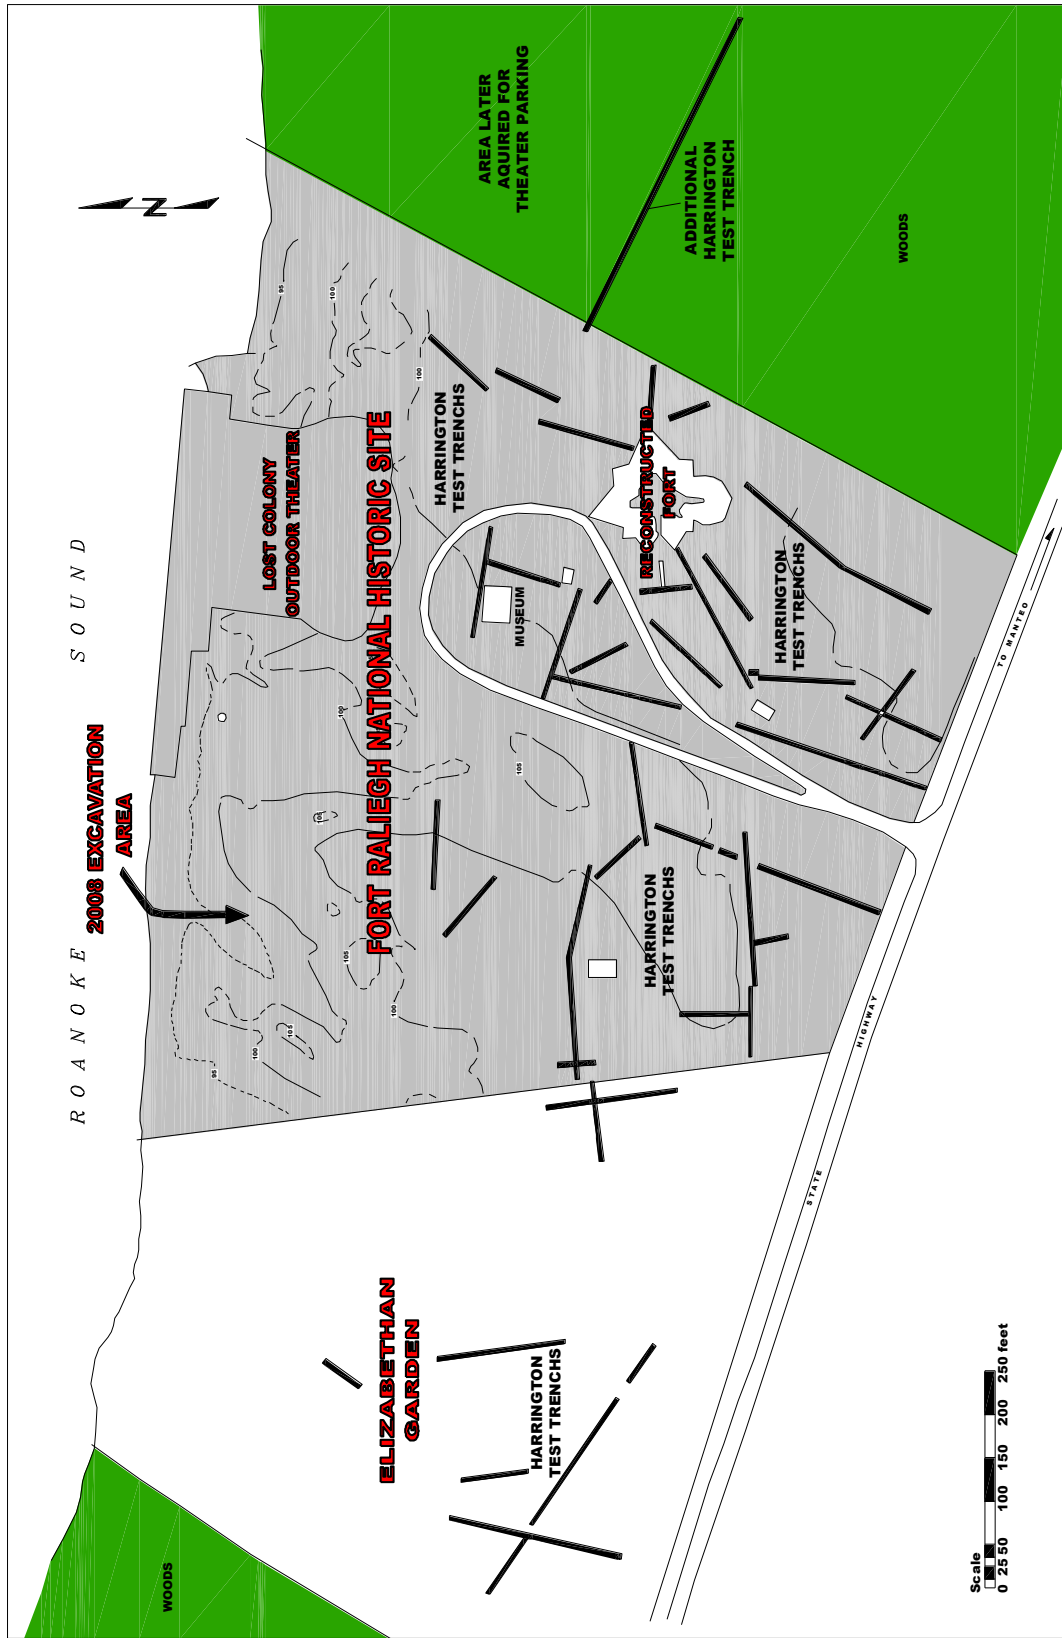 ROANOKE SOUND
2008 EXCAVATION
AREA
LOST COLONY
OUTDOOR THEATER
N
AREA LATER
AQUIRED FOR
THEATER PARKING
95
100
100
FORT RALIEGH NATIONAL HISTORIC SITE
HARRINGTON
TEST TRENCHS
ADDITIONAL
HARRINGTON
TEST TRENCH
WOODS
RECONSTRUCTED
FORT
MUSEUM
HARRINGTON
TEST TRENCHS
100
105
105
105
100
105
100
95
HARRINGTON
TEST TRENCHS
TO MANTEO
STATE HIGHWAY
ELIZABETHAN
GARDEN
HARRINGTON
TEST TRENCHS
WOODS
Scale
0 25 50 100 150 200 250 feet